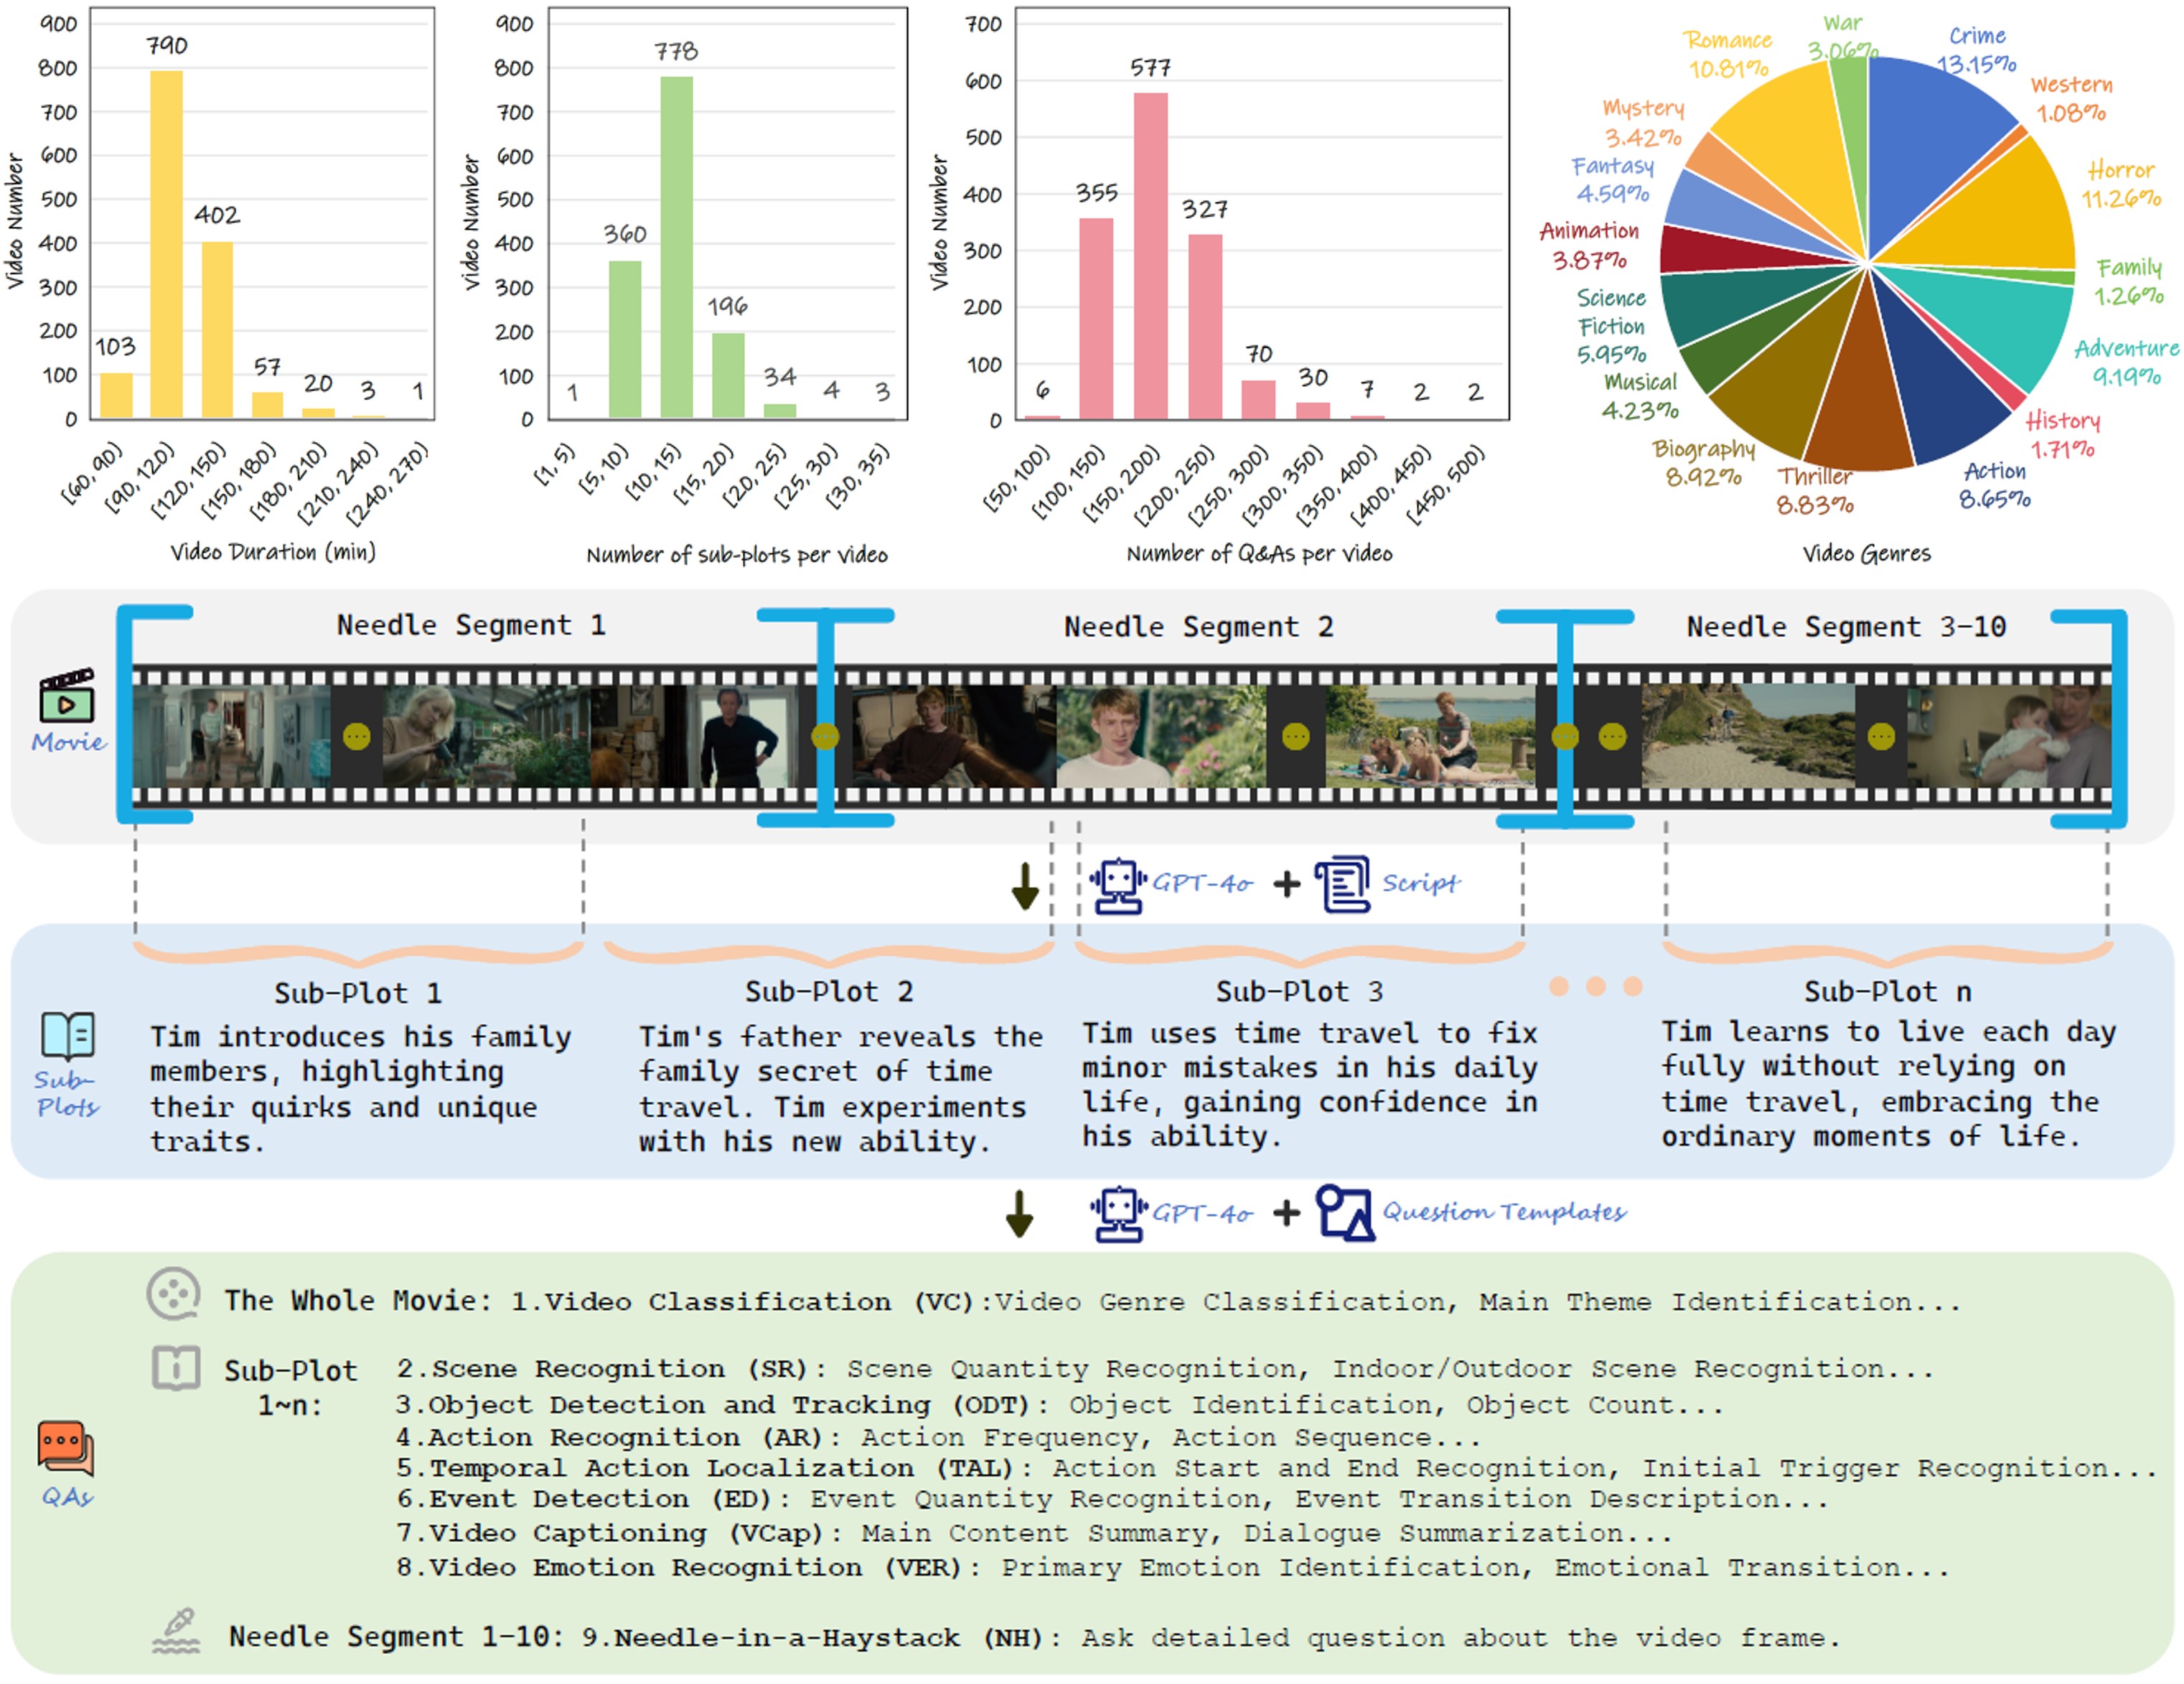 900
800
700
600
500
400
300
200
100
0
Video Number
790
402
103
57
20
3
1
[60, 90)
[90, 120)
[120, 150)
[150, 180)
[180, 210)
[210, 240)
[240, 270)
Video Duration (min)
900
800
700
600
500
400
300
200
100
0
Video Number
1
360
778
196
34
4
3
[1, 5)
[5, 10)
[10, 15)
[15, 20)
[20, 25)
[25, 30)
[30, 35)
Number of sub-plots per video
700
600
500
400
300
200
100
0
Video Number
6
355
577
327
70
30
7
2
2
[50, 100)
[100, 150)
[150, 200)
[200, 250)
[250, 300)
[300, 350)
[350, 400)
[400, 450)
[450, 500)
Number of Q&As per video
War
3.06%
Crime
13.15%
Western
1.08%
Horror
11.26%
Family
1.26%
Adventure
9.19%
History
1.71%
Action
8.65%
Thriller
8.83%
Biography
8.92%
Musical
4.23%
Science
Fiction
5.95%
Animation
3.87%
Fantasy
4.59%
Mystery
3.42%
Romance
10.81%
Video Genres
Needle Segment 1
Needle Segment 2
Needle Segment 3-10
Movie
GPT-4o + Script
Sub-Plots
Sub-Plot 1
Tim introduces his family
members, highlighting
their quirks and unique
traits.
Sub-Plot 2
Tim's father reveals the
family secret of time
travel. Tim experiments
with his new ability.
Sub-Plot 3
Tim uses time travel to fix
minor mistakes in his daily
life, gaining confidence in
his ability.
Sub-Plot n
Tim learns to live each day
fully without relying on
time travel, embracing the
ordinary moments of life.
GPT-4o + Question Templates
QAs
The Whole Movie: 1.Video Classification (VC):Video Genre Classification, Main Theme Identification...
Sub-Plot
1~n:
2.Scene Recognition (SR): Scene Quantity Recognition, Indoor/Outdoor Scene Recognition...
3.Object Detection and Tracking (ODT): Object Identification, Object Count...
4.Action Recognition (AR): Action Frequency, Action Sequence...
5.Temporal Action Localization (TAL): Action Start and End Recognition, Initial Trigger Recognition...
6.Event Detection (ED): Event Quantity Recognition, Event Transition Description...
7.Video Captioning (VCap): Main Content Summary, Dialogue Summarization...
8.Video Emotion Recognition (VER): Primary Emotion Identification, Emotional Transition...
Needle Segment 1-10: 9.Needle-in-a-Haystack (NH): Ask detailed question about the video frame.